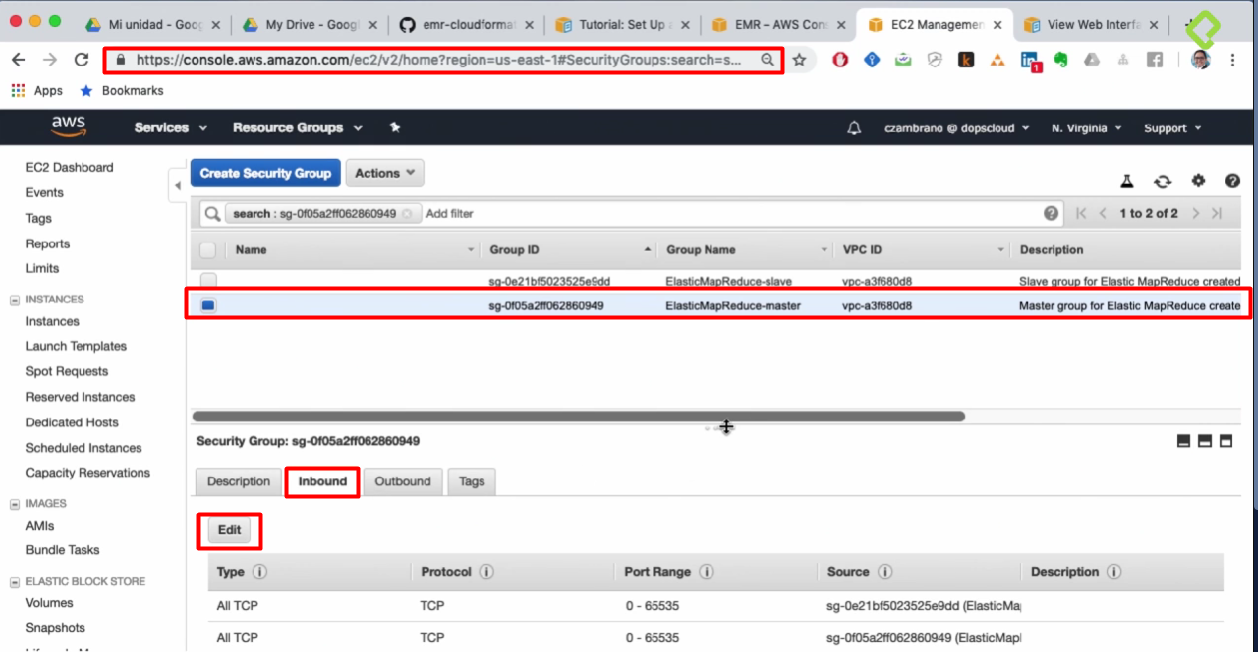 Mi unidad - Goo
My Drive - Googl
emr-cloudforma
Tutorial: Set Up a
EMR – AWS Con
EC2 Managemen
View Web Interfa
https://console.aws.amazon.com/ec2/v2/home?region=us-east-1#SecurityGroups:search=s...
1
Apps
Bookmarks
aws
Services
Resource Groups
czambrano @ dopscloud
N. Virginia
Support
EC2 Dashboard
Events
Tags
Reports
Limits
INSTANCES
Instances
Launch Templates
Spot Requests
Reserved Instances
Dedicated Hosts
Scheduled Instances
Capacity Reservations
IMAGES
AMIs
Bundle Tasks
ELASTIC BLOCK STORE
Volumes
Snapshots
Create Security Group
Actions
search : sg-0f05a2ff062860949
Add filter
1 to 2 of 2
Name Group ID Group Name VPC ID Description
sg-0e21bf5023525e9dd ElasticMapReduce-slave vpc-a3f680d8 Slave group for Elastic MapReduce created
sg-0f05a2ff062860949 ElasticMapReduce-master vpc-a3f680d8 Master group for Elastic MapReduce create
Security Group: sg-0f05a2ff062860949
Description Inbound Outbound Tags
Edit
Type Protocol Port Range Source Description
All TCP TCP 0 - 65535 sg-0e21bf5023525e9dd (ElasticMa
All TCP TCP 0 - 65535 sg-0f05a2ff062860949 (ElasticMapl